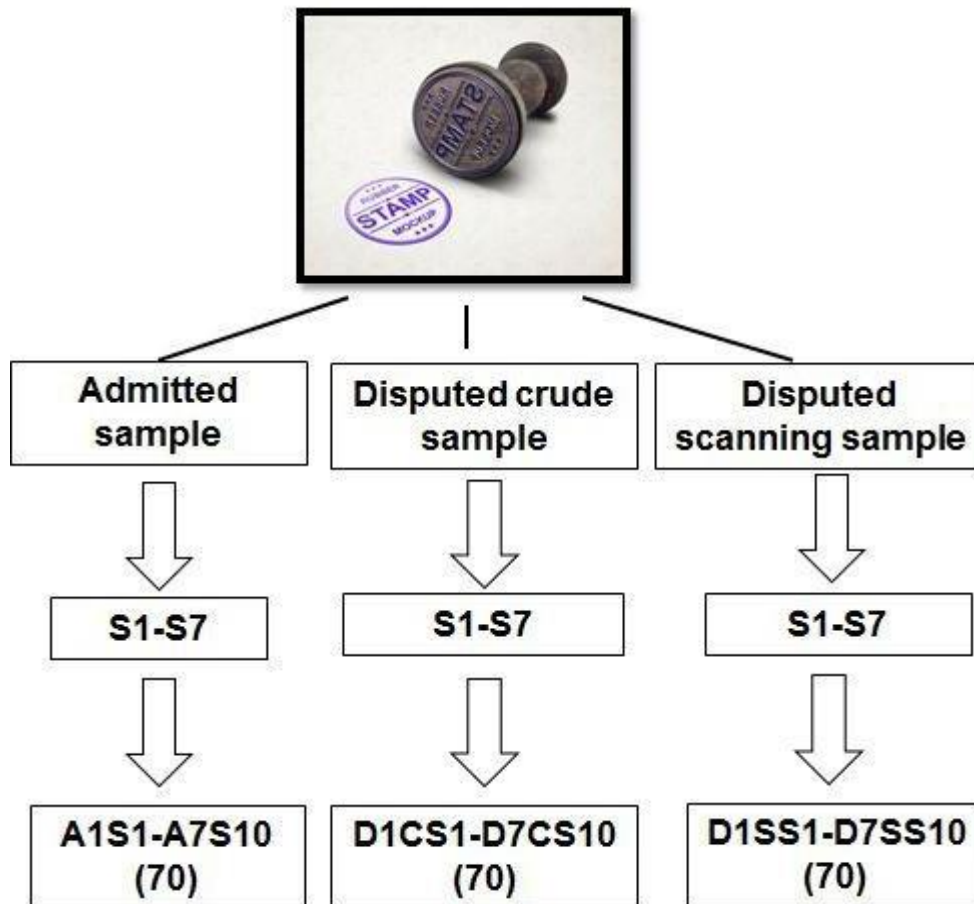 RUBBER
STAMP
MOCKUP
STAMP
Admitted
sample
Disputed crude
sample
Disputed
scanning sample
S1-S7
S1-S7
S1-S7
A1S1-A7S10
(70)
D1CS1-D7CS10
(70)
D1SS1-D7SS10
(70)